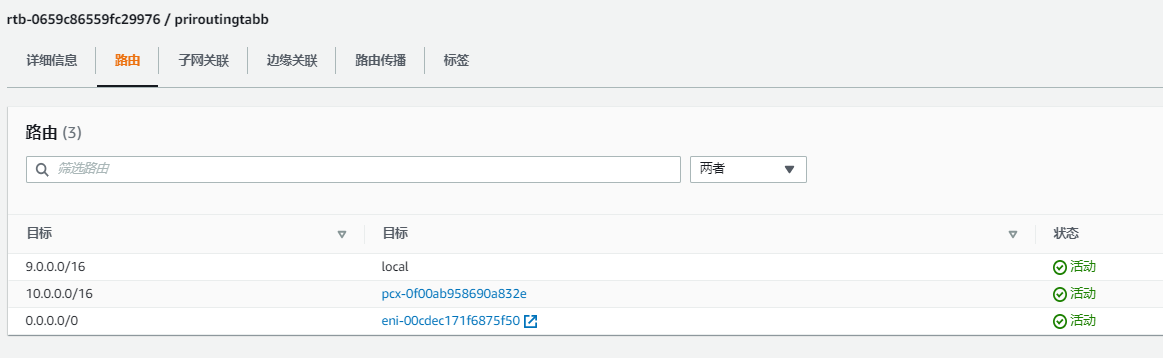 rtb-0659c86559fc29976 / priroutingtabb
详细信息 路由 子网关联 边缘关联 路由传播 标签
路由 (3)
筛选路由 两者
目标 目标 状态
9.0.0.0/16 local 活动
10.0.0.0/16 pcx-0f00ab958690a832e 活动
0.0.0.0/0 eni-00cdec171f6875f50 活动